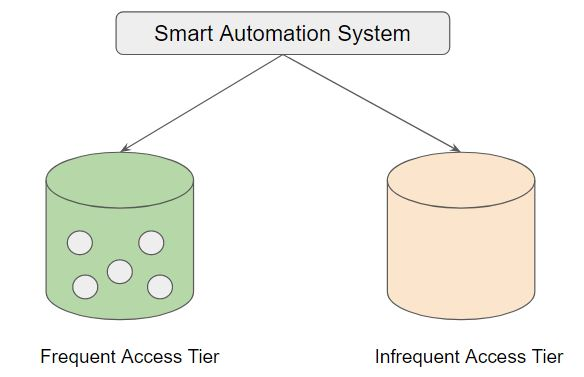 Smart Automation System
Frequent Access Tier
Infrequent Access Tier